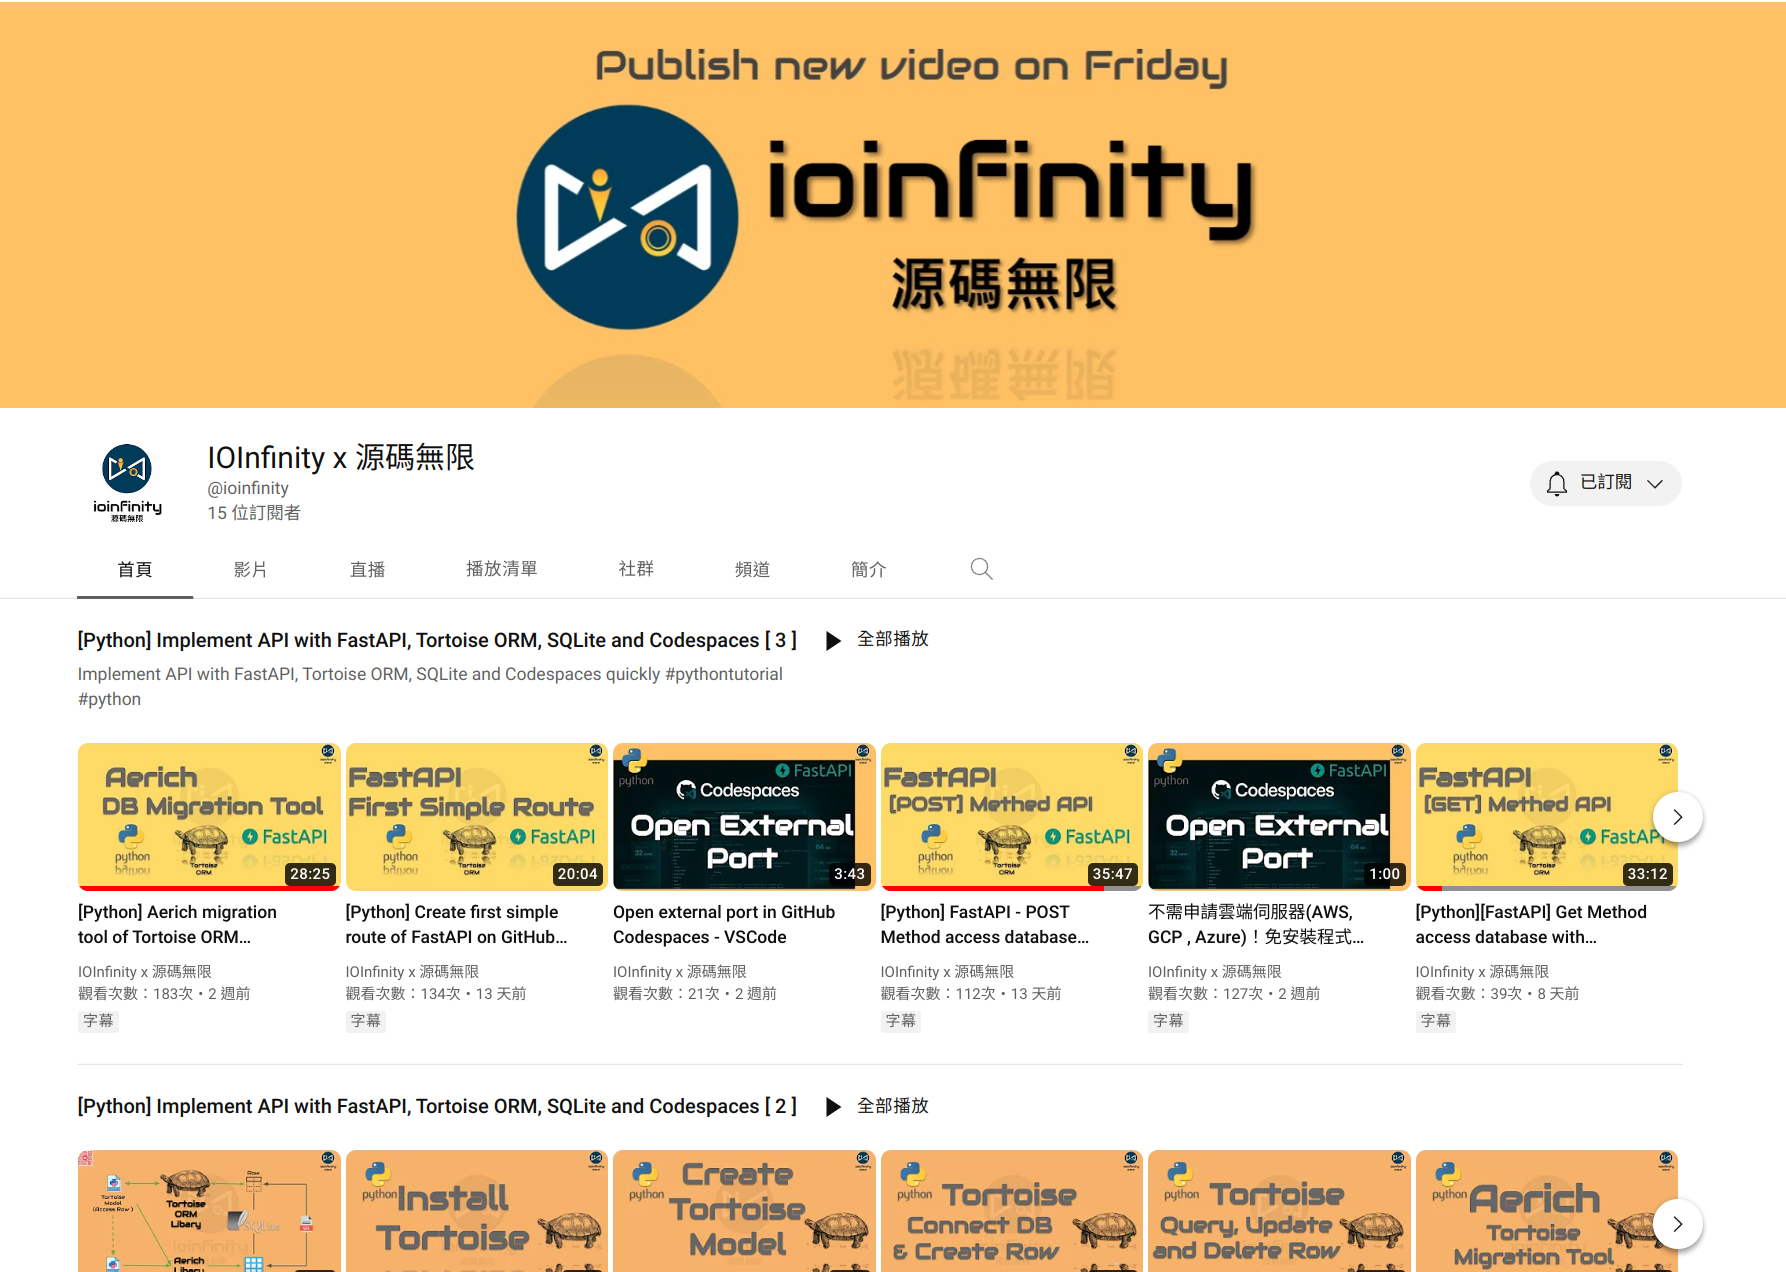 Publish new video on Friday
ioinfinity
源碼無限
IOInfinity x 源碼無限
@ioinfinity
15 位訂閱者
已訂閱
ioinfinity
源碼無限
首頁
影片
直播
播放清單
社群
頻道
簡介
[Python] Implement API with FastAPI, Tortoise ORM, SQLite and Codespaces [ 3 ]
全部播放
Implement API with FastAPI, Tortoise ORM, SQLite and Codespaces quickly #pythontutorial
#python
Aerich
DB Migration Tool
python
Tortoise
ORM
FastAPI
28:25
FastAPI
First Simple Route
python
Tortoise
ORM
FastAPI
20:04
python
FastAPI
Codespaces
Open External
Port
3:43
FastAPI
[POST] Methed API
python
Tortoise
ORM
FastAPI
35:47
python
FastAPI
Codespaces
Open External
Port
1:00
FastAPI
[GET] Methed API
python
Tortoise
ORM
FastAPI
33:12
[Python] Aerich migration
tool of Tortoise ORM...
IOInfinity x 源碼無限
觀看次數：183次・2 週前
字幕
[Python] Create first simple
route of FastAPI on GitHub...
IOInfinity x 源碼無限
觀看次數：134次・13 天前
字幕
Open external port in GitHub
Codespaces - VSCode
IOInfinity x 源碼無限
觀看次數：21次・2 週前
[Python] FastAPI - POST
Method access database...
IOInfinity x 源碼無限
觀看次數：112次・13 天前
字幕
不需申請雲端伺服器(AWS,
GCP , Azure)！免安裝程式...
IOInfinity x 源碼無限
觀看次數：127次・2 週前
字幕
[Python][FastAPI] Get Method
access database with...
IOInfinity x 源碼無限
觀看次數：39次・8 天前
字幕
[Python] Implement API with FastAPI, Tortoise ORM, SQLite and Codespaces [ 2 ]
全部播放
Tortoise
Model
(Access Row )
Tortoise
ORM
Libary
Row
SQLite
Aerich
Libary
python
Install
Tortoise
python
Create
Tortoise
Model
python
Tortoise
Connect DB
& Create Row
python
Tortoise
Query, Update
and Delete Row
python
Aerich
Tortoise
Migration Tool